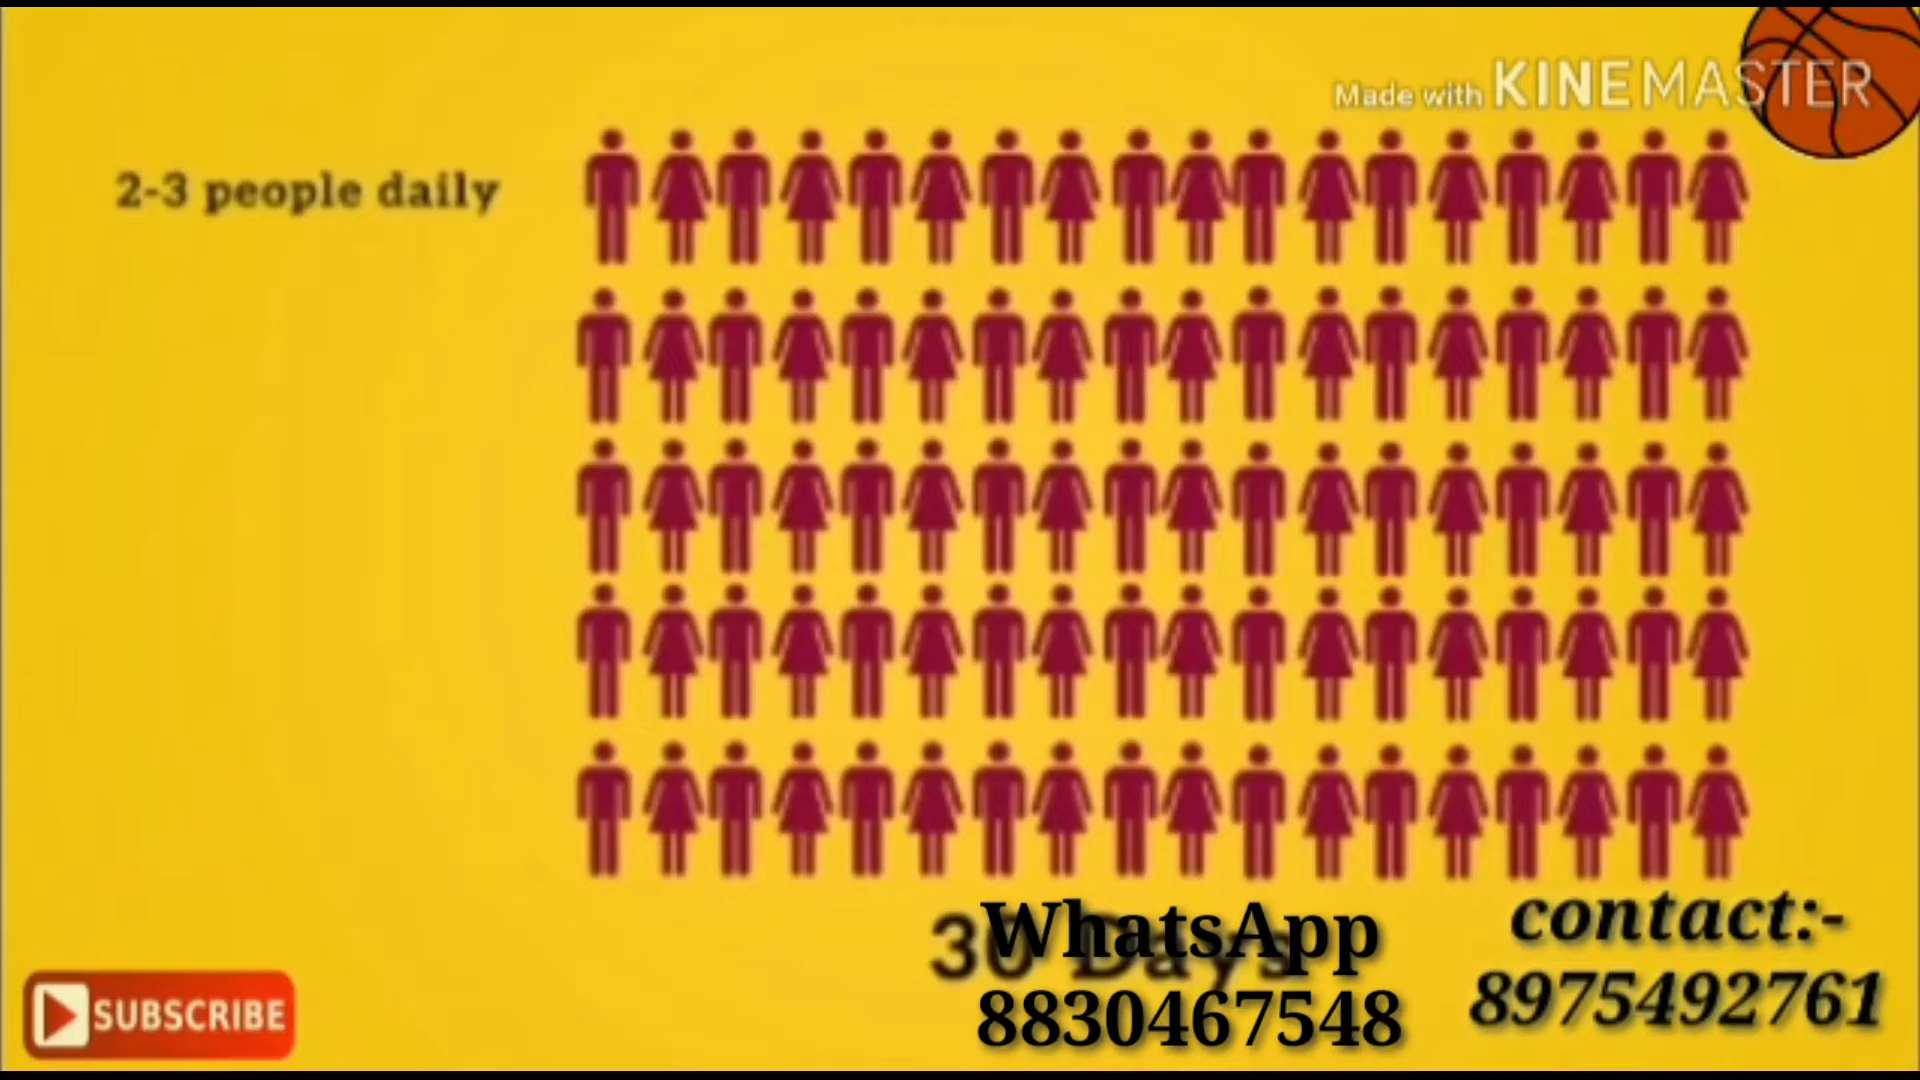 Made with KINEMASTER
2-3 people daily
30 Days
WhatsApp
8830467548
contact:-
8975492761
SUBSCRIBE